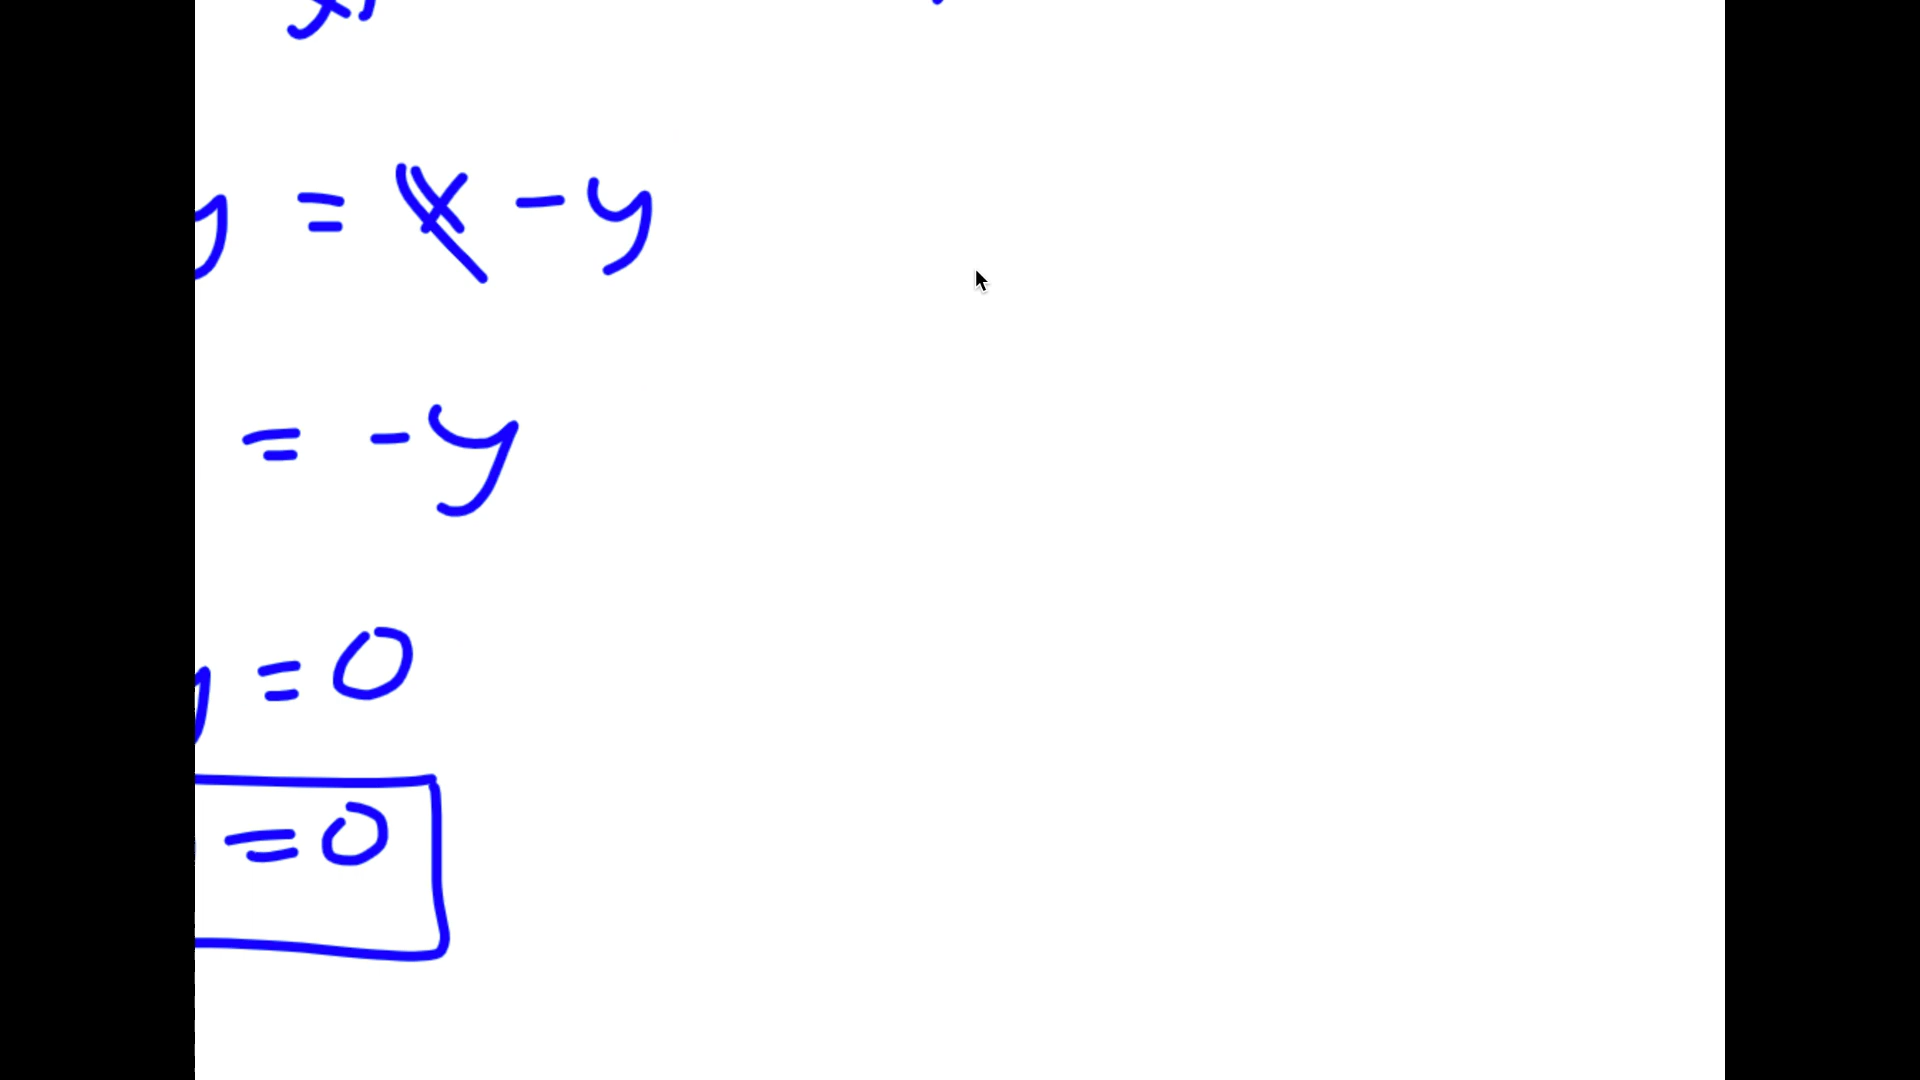 y = x - y
= - y
y = 0
= 0